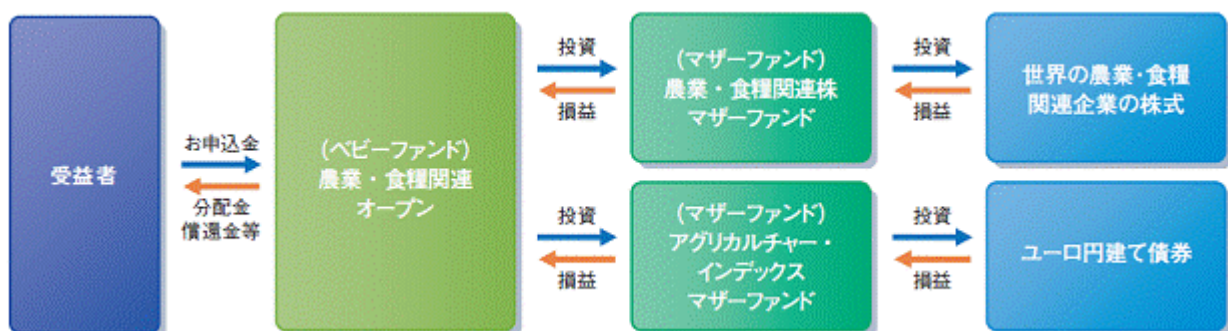 受益者
お申込金
分配金
償還金等
(ベビーファンド)
農業・食糧関連
オープン
投資
損益
(マザーファンド)
農業・食糧関連株
マザーファンド
投資
損益
世界の農業・食糧
関連企業の株式
投資
損益
(マザーファンド)
アグリカルチャー・
インデックス
マザーファンド
投資
損益
ユーロ円建て債券